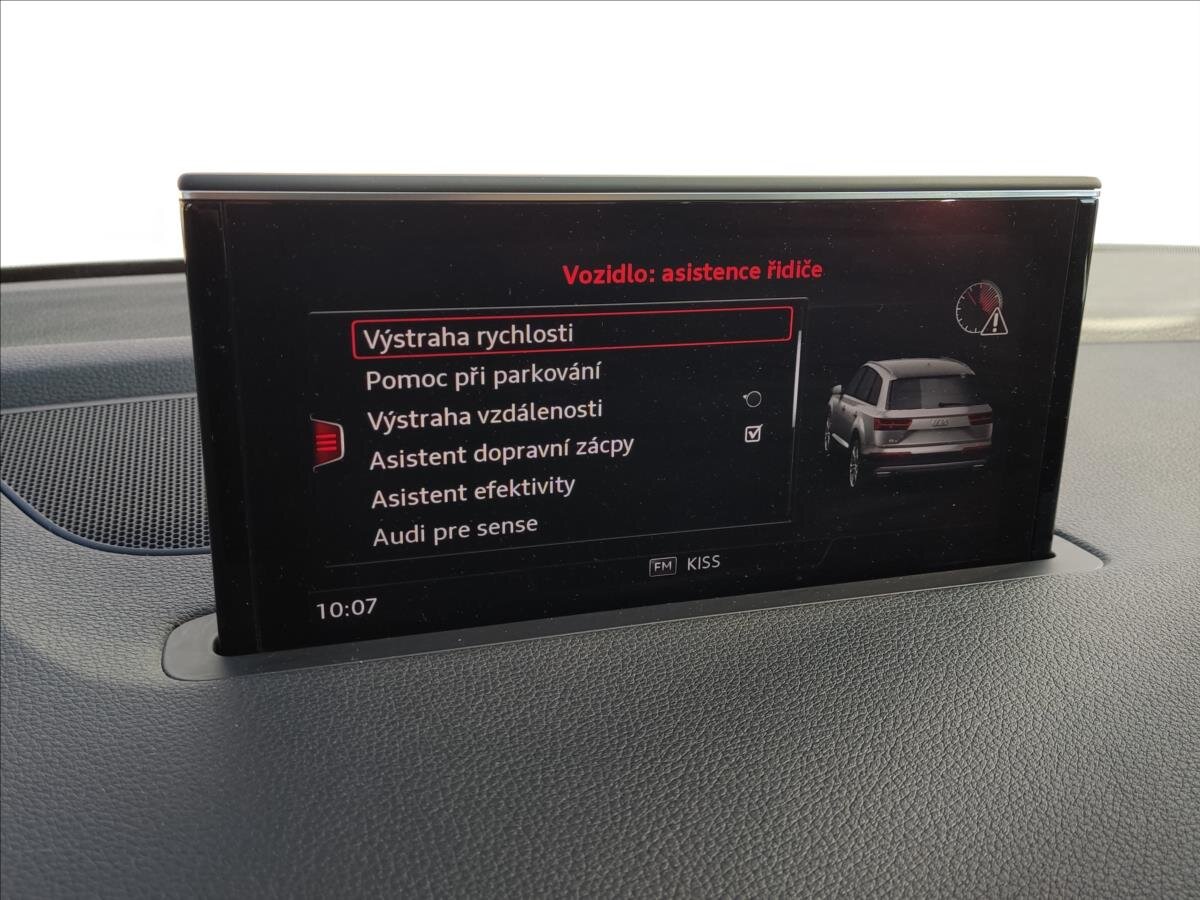 Vozidlo: asistence řidiče
Výstraha rychlosti
Pomoc při parkování
Výstraha vzdálenosti
Asistent dopravní zácpy
Asistent efektivity
Audi pre sense
FM KISS
10:07